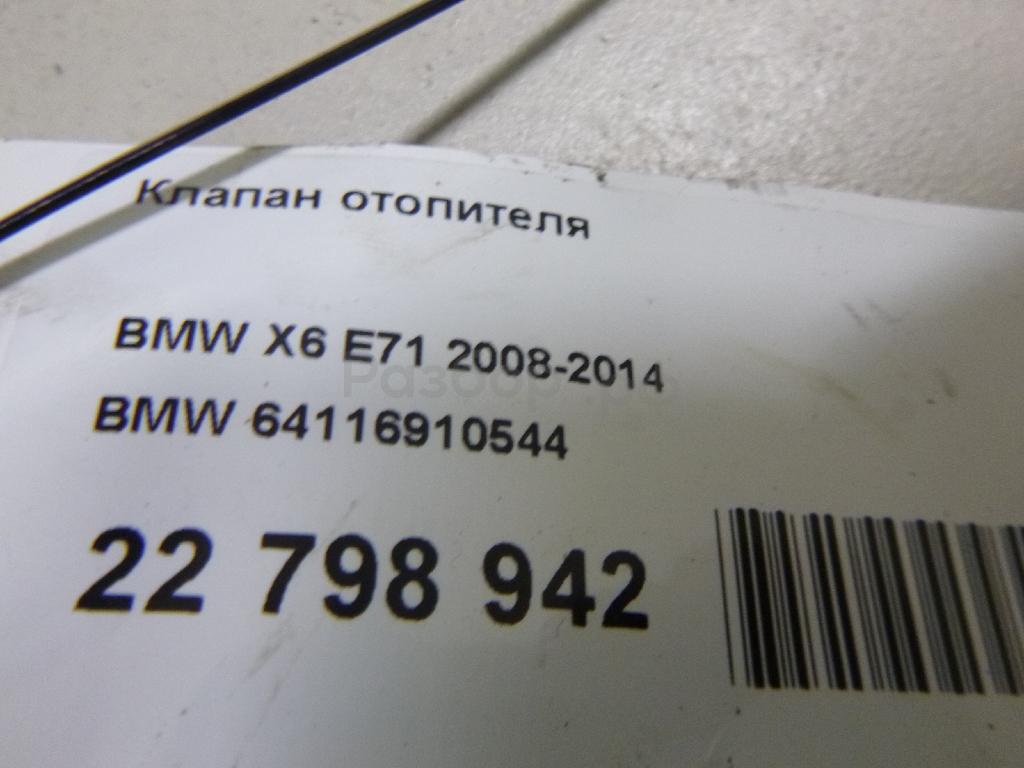 Клапан отопителя
BMW X6 E71 2008-2014
BMW 64116910544
22 798 942